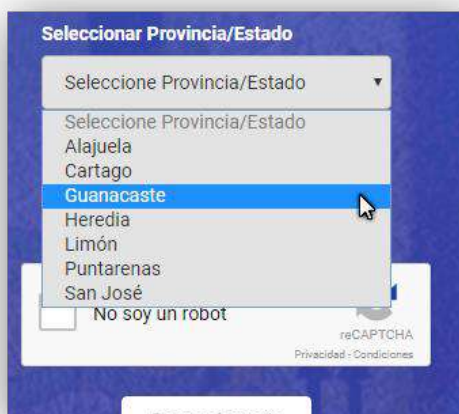 Seleccionar Provincia/Estado
Seleccione Provincia/Estado
Seleccione Provincia/Estado
Alajuela
Cartago
Guanacaste
Heredia
Limón
Puntarenas
San José
No soy un robot
reCAPTCHA
Privacidad - Condiciones